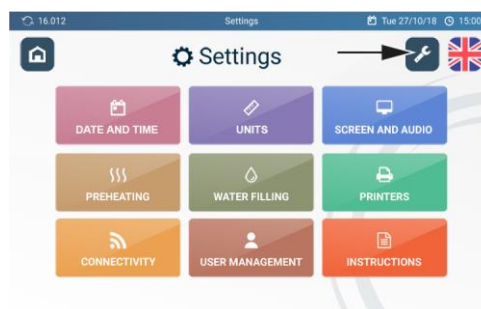 16.012 Settings Tue 27/10/18 15:00
Settings
DATE AND TIME UNITS SCREEN AND AUDIO
PREHEATING WATER FILLING PRINTERS
CONNECTIVITY USER MANAGEMENT INSTRUCTIONS